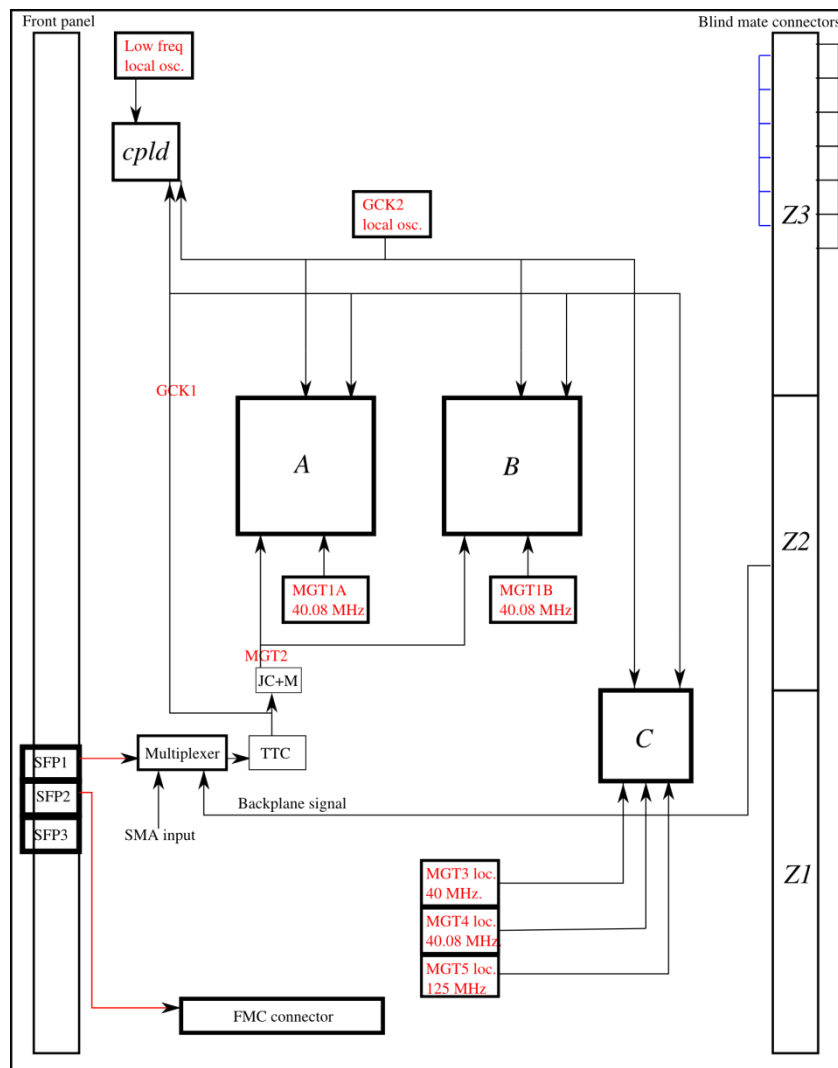 Front panel
Blind mate connectors
Low freq
local osc.
cpld
GCK2
local osc.
Z3
GCK1
A
B
Z2
MGT1A
40.08 MHz
MGT1B
40.08 MHz
MGT2
JC+M
C
SFP1
Multiplexer
TTC
SFP2
Backplane signal
SFP3
SMA input
MGT3 loc.
40 MHz.
Z1
MGT4 loc.
40.08 MHz.
MGT5 loc.
125 MHz
FMC connector